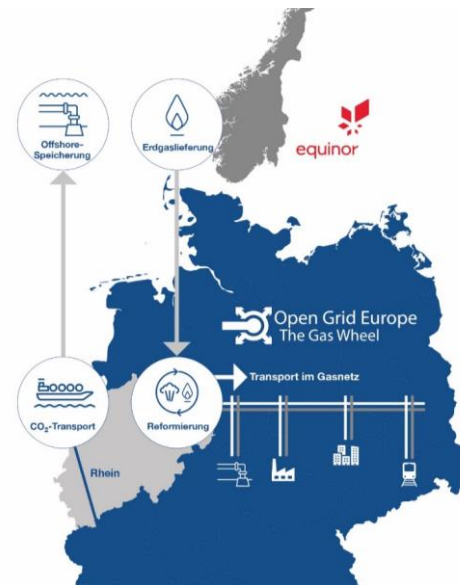 Offshore-
Speicherung
Erdgaslieferung
equinor
Open Grid Europe
The Gas Wheel
Transport im Gasnetz
CO₂-Transport
Reformierung
Rhein